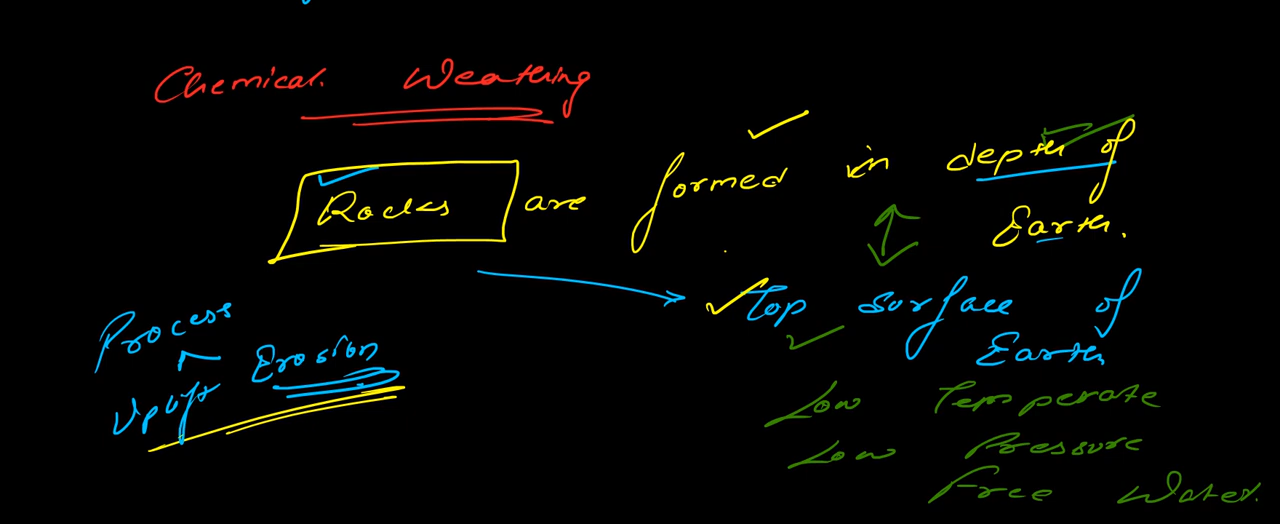 Chemical. Weathing
Rocks are formed in depth of
Earth.
top surface of
Earth
Process
Uplift Erosion
Low Temperate
Low Pressure
Free Water.